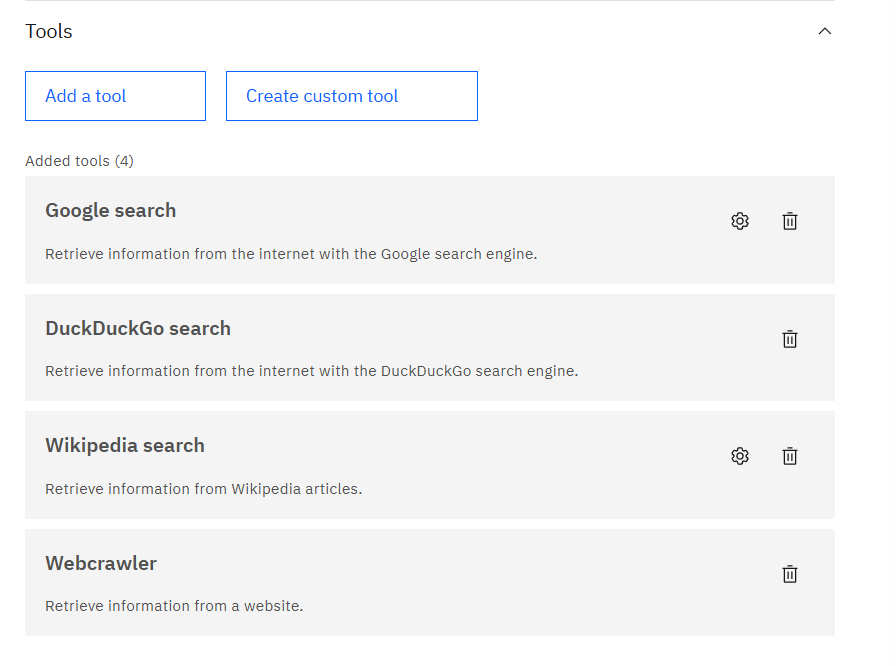 Tools
Add a tool
Create custom tool
Added tools (4)
Google search
Retrieve information from the internet with the Google search engine.
DuckDuckGo search
Retrieve information from the internet with the DuckDuckGo search engine.
Wikipedia search
Retrieve information from Wikipedia articles.
Webcrawler
Retrieve information from a website.